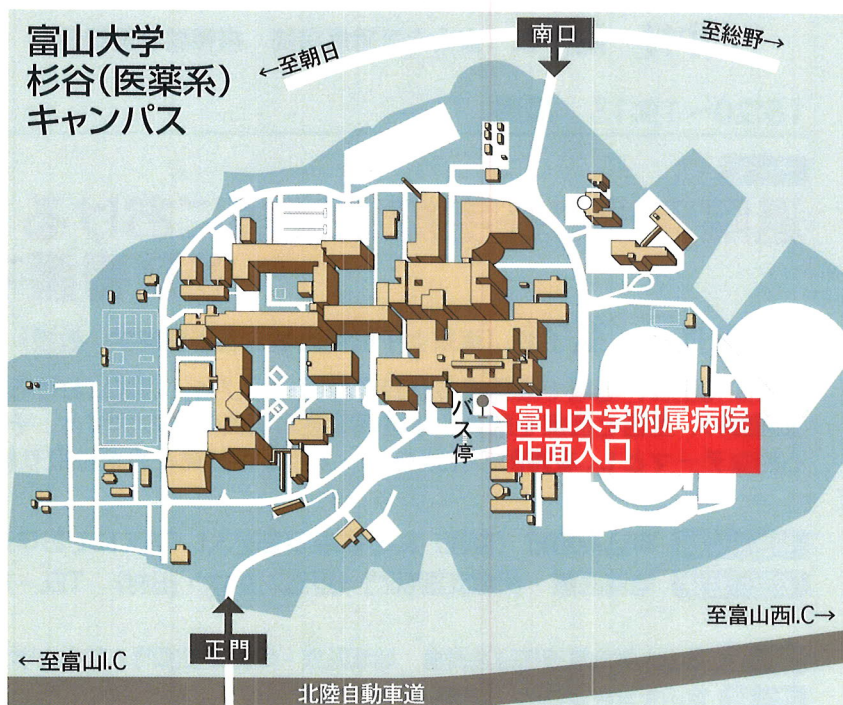 富山大学
杉谷(医薬系)
キャンパス
←至朝日
南口
至総野→
バス停
富山大学附属病院
正面入口
正門
至富山西I.C→
←至富山I.C
北陸自動車道